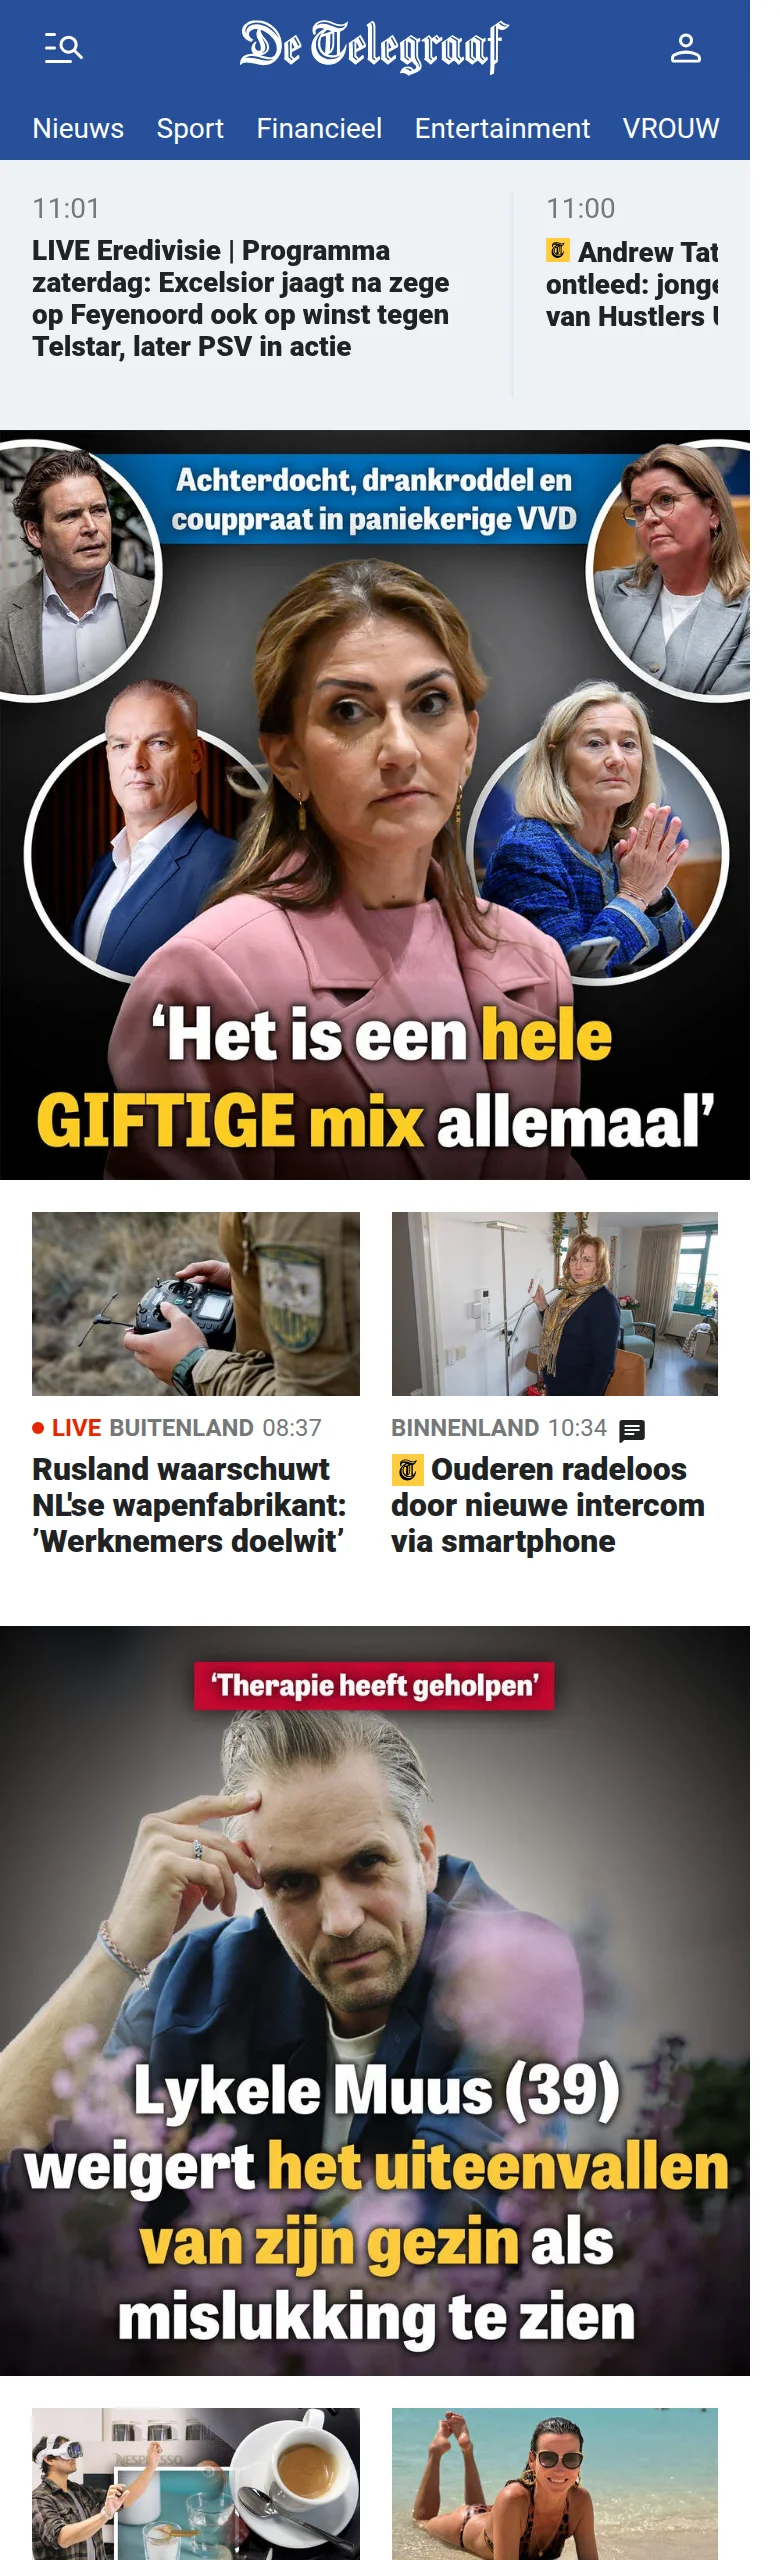 De Telegraaf
Nieuws Sport Financieel Entertainment VROUW
11:01
LIVE Eredivisie | Programma
zaterdag: Excelsior jaagt na zege
op Feyenoord ook op winst tegen
Telstar, later PSV in actie
11:00
Andrew Tat
ontleed: jonge
van Hustlers U
Achterdocht, drankroddel en
couppraat in paniekerige VVD
‘Het is een hele
GIFTIGE mix allemaal’
LIVE BUITENLAND 08:37
Rusland waarschuwt
NL'se wapenfabrikant:
’Werknemers doelwit’
BINNENLAND 10:34
Ouderen radeloos
door nieuwe intercom
via smartphone
‘Therapie heeft geholpen’
Lykele Muus (39)
weigert het uiteenvallen
van zijn gezin als
mislukking te zien
NESPRESSO